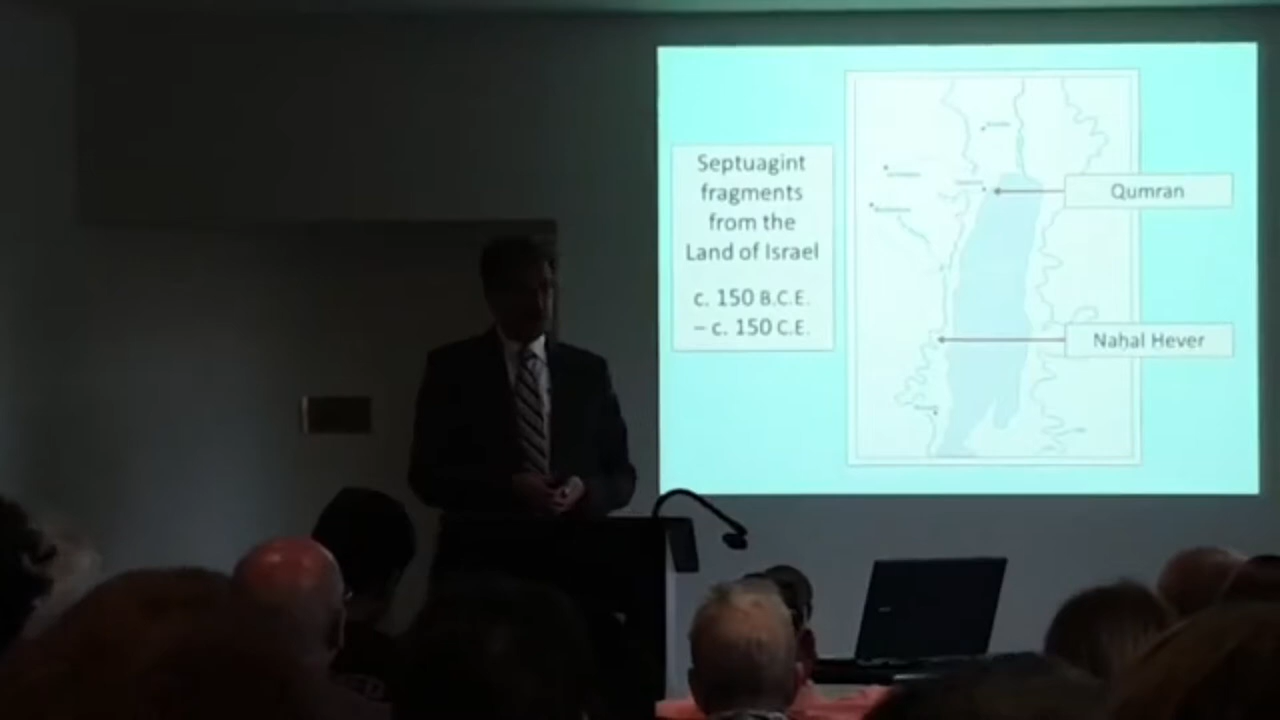 Septuagint
fragments
from the
Land of Israel
c. 150 B.C.E.
– c. 150 C.E.
Qumran
Naḥal Hever